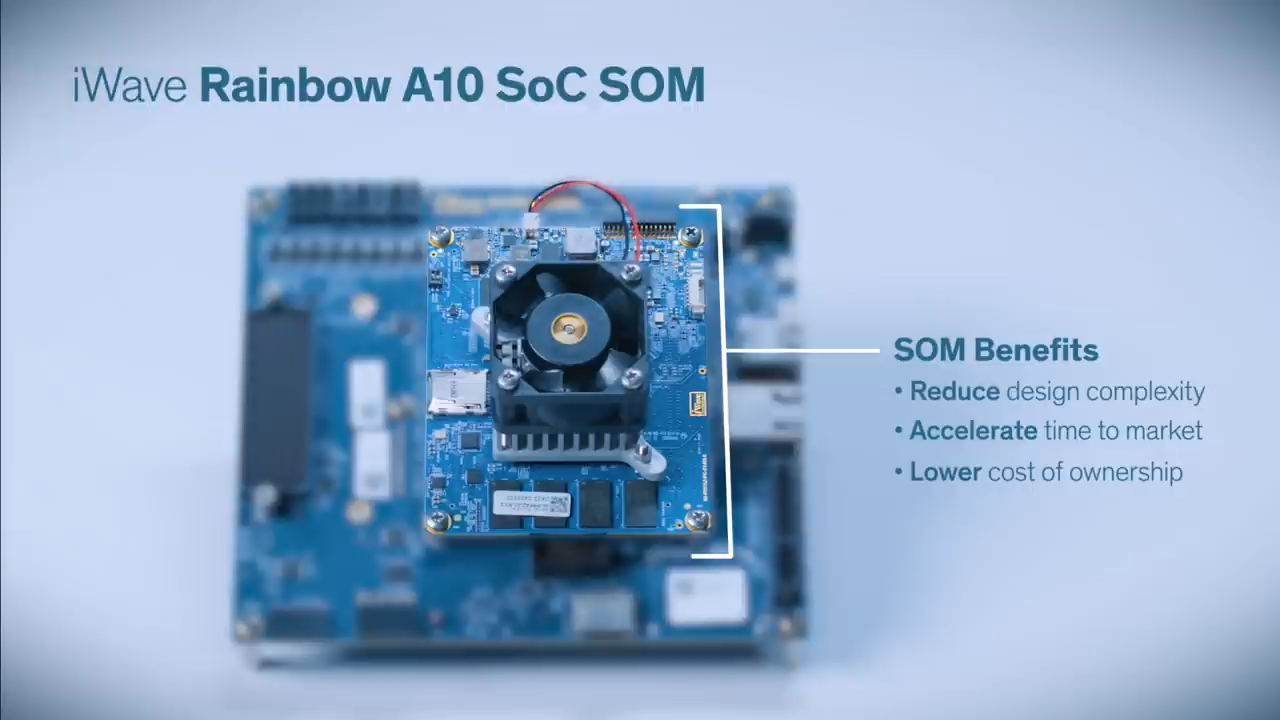 iWave Rainbow A10 SoC SOM
SOM Benefits
• Reduce design complexity
• Accelerate time to market
• Lower cost of ownership